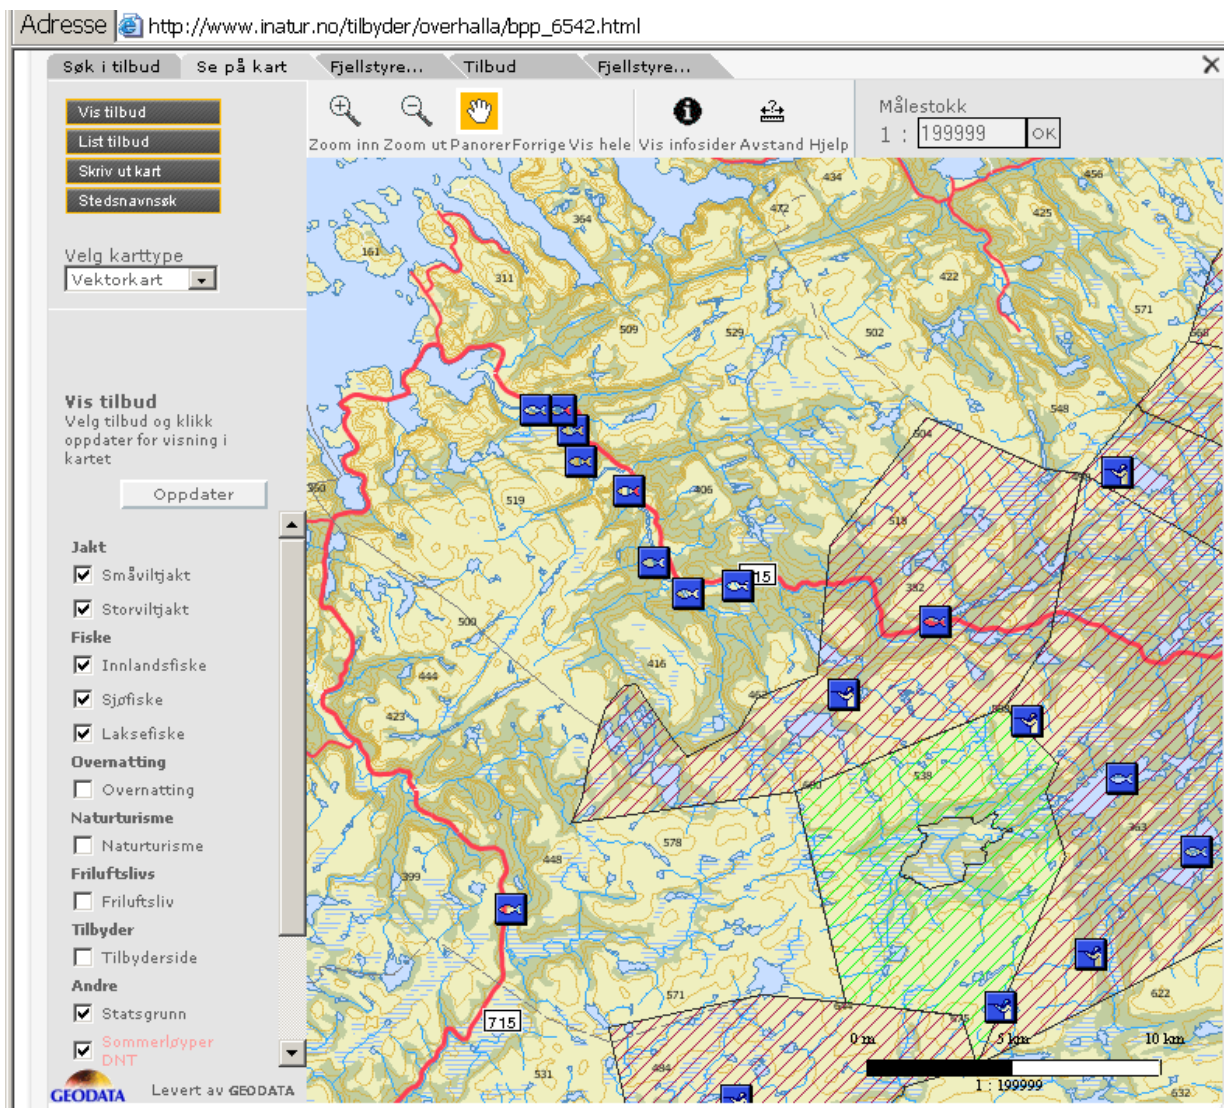 Adresse http://www.inatur.no/tilbyder/overhalla/bpp_6542.html
Søk i tilbud Se på kart Fjellstyre... Tilbud Fjellstyre...
Vis tilbud
List tilbud
Skriv ut kart
Stedsnavnsøk
Zoom inn Zoom ut Panorer Forrige Vis hele Vis infosider Avstand Hjelp
Målestokk
1 : 199999 OK
Velg karttype
Vektorkart
Vis tilbud
Velg tilbud og klikk
oppdater for visning i
kartet
Oppdater
Jakt
Småviltjakt
Storviltjakt
Fiske
Innlandsfiske
Sjøfiske
Laksefiske
Overnatting
Overnatting
Naturturisme
Naturturisme
Friluftslivs
Friluftsliv
Tilbyder
Tilbyderside
Andre
Statsgrunn
Sommerløyper
DNT
GEODATA Levert av GEODATA
434
456
472
364
425
161
311
422
571
509
529
502
548
504
519
406
518
382
500
416
462
444
423
538
363
578
448
399
571
622
715
531
484
632
0 m 5 km 10 km
1 : 199999